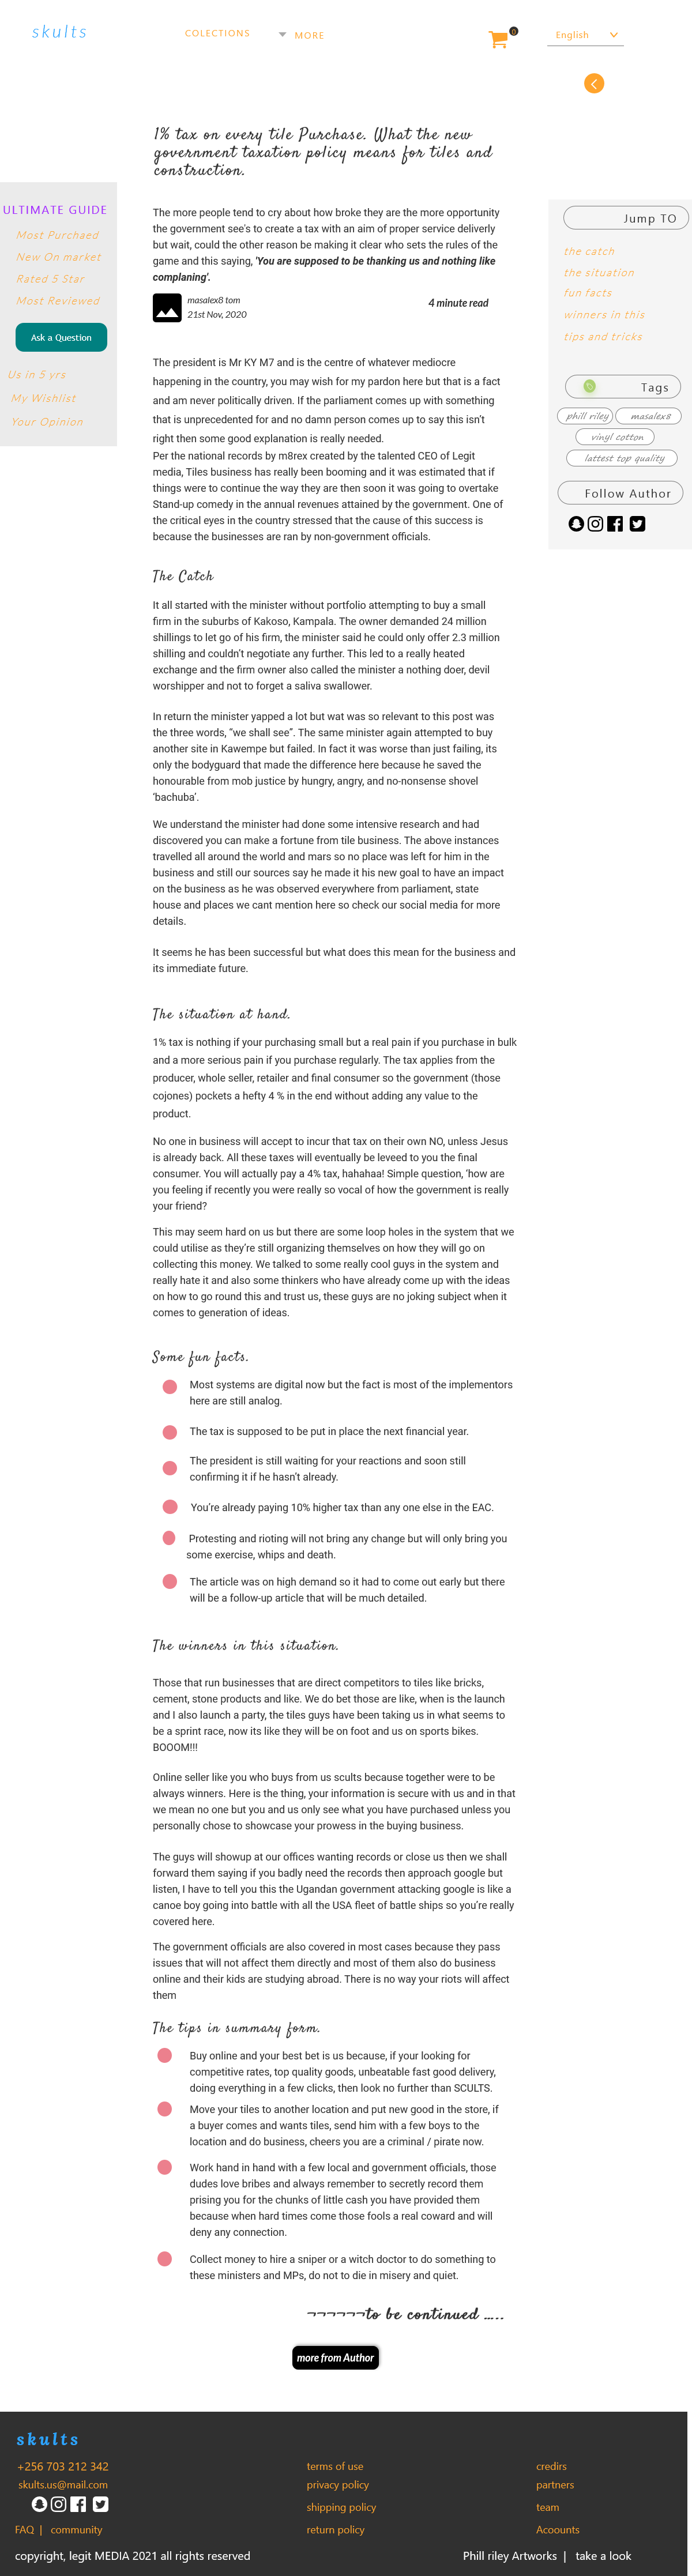 skults
COLECTIONS
MORE
0
English
1% tax on every tile Purchase. What the new
government taxation policy means for tiles and
construction.
ULTIMATE GUIDE
Most Purchaed
New On market
Rated 5 Star
Most Reviewed
Ask a Question
Us in 5 yrs
My Wishlist
Your Opinion
The more people tend to cry about how broke they are the more opportunity
the government see's to create a tax with an aim of proper service deliverly
but wait, could the other reason be making it clear who sets the rules of the
game and this saying, 'You are supposed to be thanking us and nothing like
complaning'.
masalex8 tom
21st Nov, 2020
4 minute read
The president is Mr KY M7 and is the centre of whatever mediocre
happening in the country, you may wish for my pardon here but that is a fact
and am never politically driven. If the parliament comes up with something
that is unprecedented for and no damn person comes up to say this isn’t
right then some good explanation is really needed.
Per the national records by m8rex created by the talented CEO of Legit
media, Tiles business has really been booming and it was estimated that if
things were to continue the way they are then soon it was going to overtake
Stand-up comedy in the annual revenues attained by the government. One of
the critical eyes in the country stressed that the cause of this success is
because the businesses are ran by non-government officials.
The Catch
It all started with the minister without portfolio attempting to buy a small
firm in the suburbs of Kakoso, Kampala. The owner demanded 24 million
shillings to let go of his firm, the minister said he could only offer 2.3 million
shilling and couldn’t negotiate any further. This led to a really heated
exchange and the firm owner also called the minister a nothing doer, devil
worshipper and not to forget a saliva swallower.
In return the minister yapped a lot but wat was so relevant to this post was
the three words, “we shall see”. The same minister again attempted to buy
another site in Kawempe but failed. In fact it was worse than just failing, its
only the bodyguard that made the difference here because he saved the
honourable from mob justice by hungry, angry, and no-nonsense shovel
‘bachuba’.
We understand the minister had done some intensive research and had
discovered you can make a fortune from tile business. The above instances
travelled all around the world and mars so no place was left for him in the
business and still our sources say he made it his new goal to have an impact
on the business as he was observed everywhere from parliament, state
house and places we cant mention here so check our social media for more
details.
It seems he has been successful but what does this mean for the business and
its immediate future.
The situation at hand.
1% tax is nothing if your purchasing small but a real pain if you purchase in bulk
and a more serious pain if you purchase regularly. The tax applies from the
producer, whole seller, retailer and final consumer so the government (those
cojones) pockets a hefty 4 % in the end without adding any value to the
product.
No one in business will accept to incur that tax on their own NO, unless Jesus
is already back. All these taxes will eventually be leveed to you the final
consumer. You will actually pay a 4% tax, hahahaa! Simple question, ‘how are
you feeling if recently you were really so vocal of how the government is really
your friend?
This may seem hard on us but there are some loop holes in the system that we
could utilise as they’re still organizing themselves on how they will go on
collecting this money. We talked to some really cool guys in the system and
really hate it and also some thinkers who have already come up with the ideas
on how to go round this and trust us, these guys are no joking subject when it
comes to generation of ideas.
Some fun facts.
Most systems are digital now but the fact is most of the implementors
here are still analog.
The tax is supposed to be put in place the next financial year.
The president is still waiting for your reactions and soon still
confirming it if he hasn’t already.
You’re already paying 10% higher tax than any one else in the EAC.
Protesting and rioting will not bring any change but will only bring you
some exercise, whips and death.
The article was on high demand so it had to come out early but there
will be a follow-up article that will be much detailed.
The winners in this situation.
Those that run businesses that are direct competitors to tiles like bricks,
cement, stone products and like. We do bet those are like, when is the launch
and I also launch a party, the tiles guys have been taking us in what seems to
be a sprint race, now its like they will be on foot and us on sports bikes.
BOOOM!!!
Online seller like you who buys from us scults because together were to be
always winners. Here is the thing, your information is secure with us and in that
we mean no one but you and us only see what you have purchased unless you
personally chose to showcase your prowess in the buying business.
The guys will showup at our offices wanting records or close us then we shall
forward them saying if you badly need the records then approach google but
listen, I have to tell you this the Ugandan government attacking google is like a
canoe boy going into battle with all the USA fleet of battle ships so you’re really
covered here.
The government officials are also covered in most cases because they pass
issues that will not affect them directly and most of them also do business
online and their kids are studying abroad. There is no way your riots will affect
them
The tips in summary form.
Buy online and your best bet is us because, if your looking for
competitive rates, top quality goods, unbeatable fast good delivery,
doing everything in a few clicks, then look no further than SCULTS.
Move your tiles to another location and put new good in the store, if
a buyer comes and wants tiles, send him with a few boys to the
location and do business, cheers you are a criminal / pirate now.
Work hand in hand with a few local and government officials, those
dudes love bribes and always remember to secretly record them
prising you for the chunks of little cash you have provided them
because when hard times come those fools a real coward and will
deny any connection.
Collect money to hire a sniper or a witch doctor to do something to
these ministers and MPs, do not to die in misery and quiet.
¬¬¬¬¬¬to be continued .....
more from Author
Jump TO
the catch
the situation
fun facts
winners in this
tips and tricks
Tags
phill riley
masalex8
vinyl cotton
lattest top quality
Follow Author
skults
+256 703 212 342
skults.us@mail.com
FAQ | community
copyright, legit MEDIA 2021 all rights reserved
terms of use
privacy policy
shipping policy
return policy
credirs
partners
team
Acoounts
Phill riley Artworks | take a look